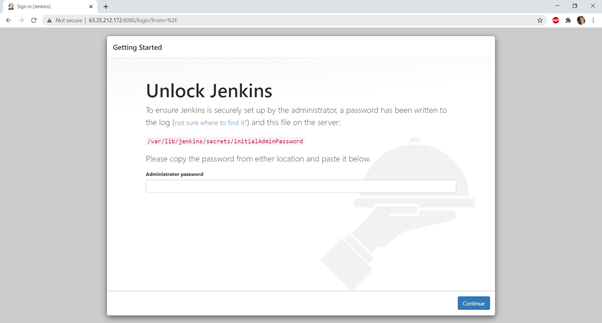 Sign in [Jenkins]
Not secure | 63.35.212.172:8080/login?from=%2F
Getting Started
Unlock Jenkins
To ensure Jenkins is securely set up by the administrator, a password has been written to
the log (not sure where to find it?) and this file on the server:
/var/lib/jenkins/secrets/initialAdminPassword
Please copy the password from either location and paste it below.
Administrator password
Continue